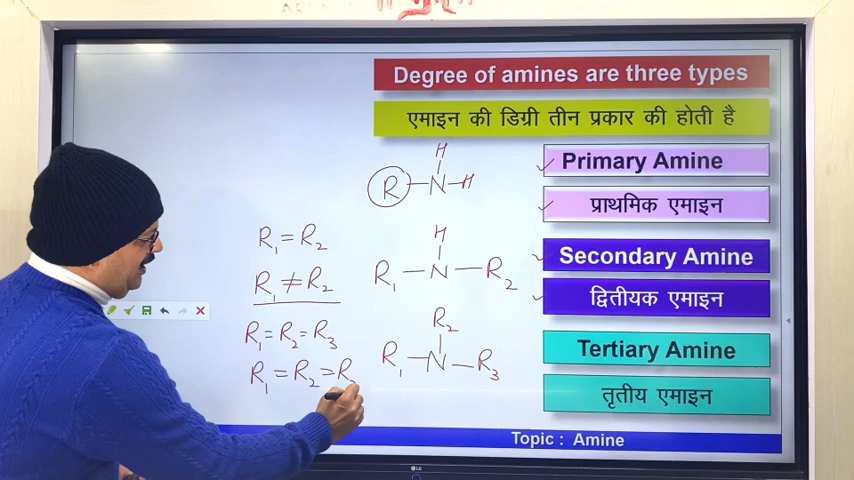 Degree of amines are three types
एमाइन की डिग्री तीन प्रकार की होती है
H
R—N—H
Primary Amine
प्राथमिक एमाइन
R₁ = R₂
R₁ ≠ R₂
H
R₁—N—R₂
Secondary Amine
द्वितीयक एमाइन
R₁ = R₂ = R₃
R₁ = R₂ = R
R₂
R₁—N—R₃
Tertiary Amine
तृतीय एमाइन
Topic : Amine
LG